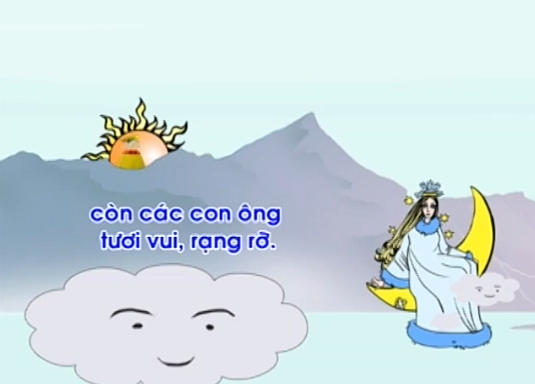 còn các con ông
tươi vui, rạng rỡ.